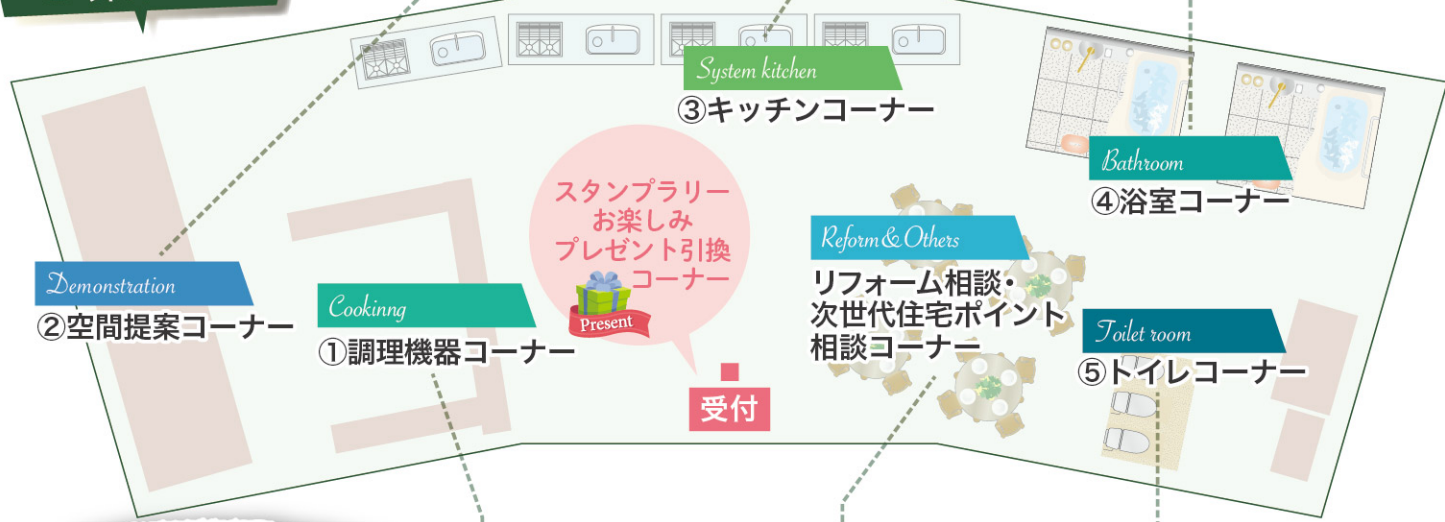 System kitchen
③キッチンコーナー
Bathroom
④浴室コーナー
スタンプラリー
お楽しみ
プレゼント引換
コーナー
Present
Reform&Others
リフォーム相談・
次世代住宅ポイント
相談コーナー
Demonstration
②空間提案コーナー
Cookinng
①調理機器コーナー
Toilet room
⑤トイレコーナー
受付